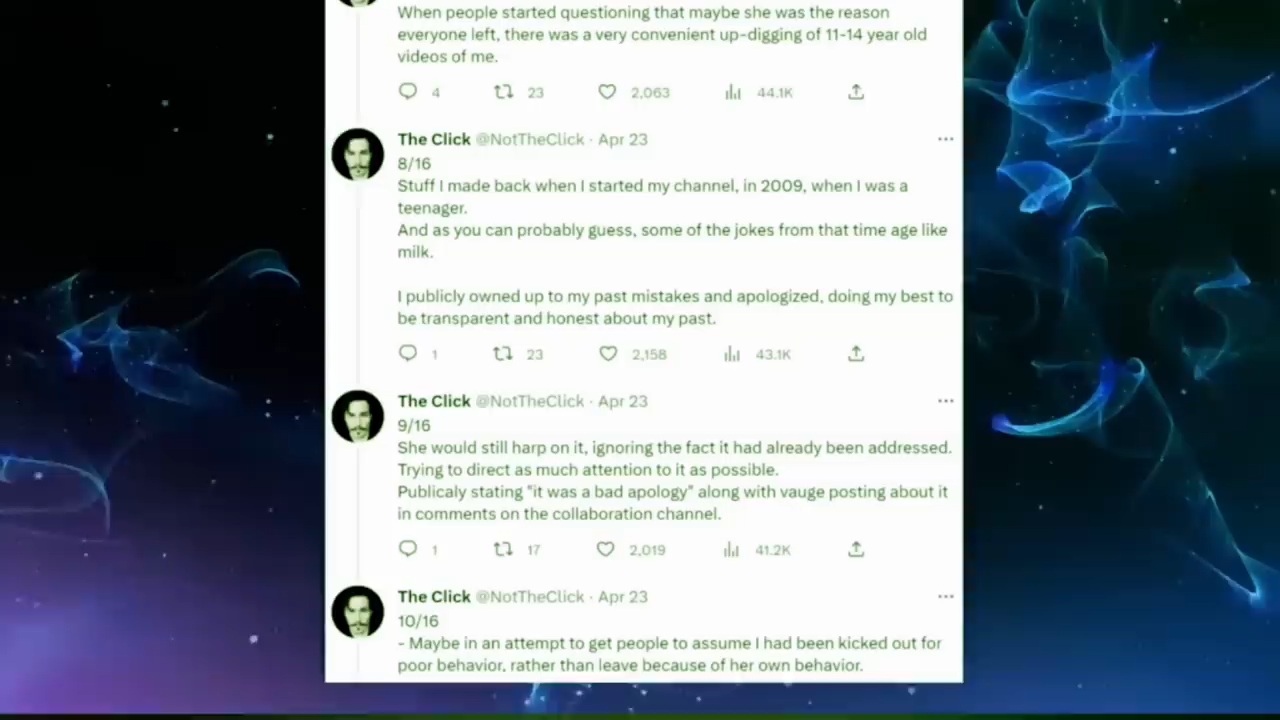 When people started questioning that maybe she was the reason
everyone left, there was a very convenient up-digging of 11-14 year old
videos of me.
4 23 2,063 44.1K
The Click @NotTheClick · Apr 23
8/16
Stuff I made back when I started my channel, in 2009, when I was a
teenager.
And as you can probably guess, some of the jokes from that time age like
milk.
I publicly owned up to my past mistakes and apologized, doing my best to
be transparent and honest about my past.
1 23 2,158 43.1K
The Click @NotTheClick · Apr 23
9/16
She would still harp on it, ignoring the fact it had already been addressed.
Trying to direct as much attention to it as possible.
Publicaly stating "it was a bad apology" along with vauge posting about it
in comments on the collaboration channel.
1 17 2,019 41.2K
The Click @NotTheClick · Apr 23
10/16
- Maybe in an attempt to get people to assume I had been kicked out for
poor behavior, rather than leave because of her own behavior.